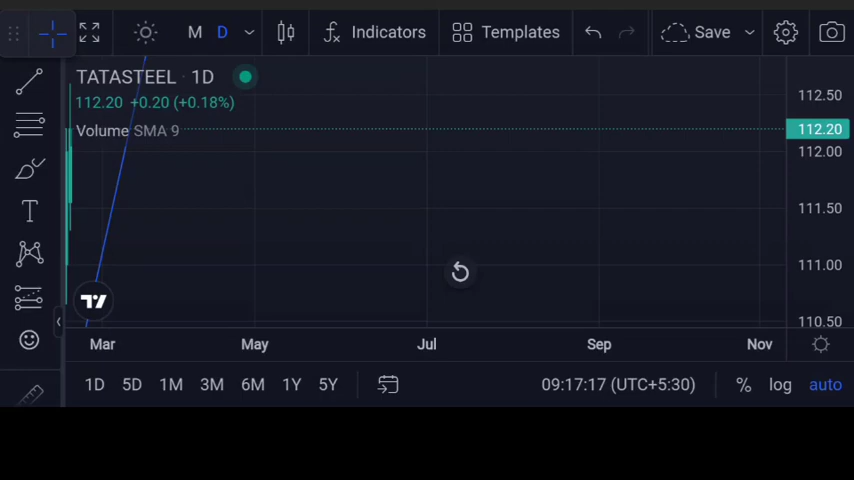 M D Indicators Templates Save
TATASTEEL · 1D
112.20 +0.20 (+0.18%)
Volume SMA 9
112.50
112.20
112.00
111.50
111.00
110.50
T
Mar May Jul Sep Nov
1D 5D 1M 3M 6M 1Y 5Y 09:17:17 (UTC+5:30) % log auto